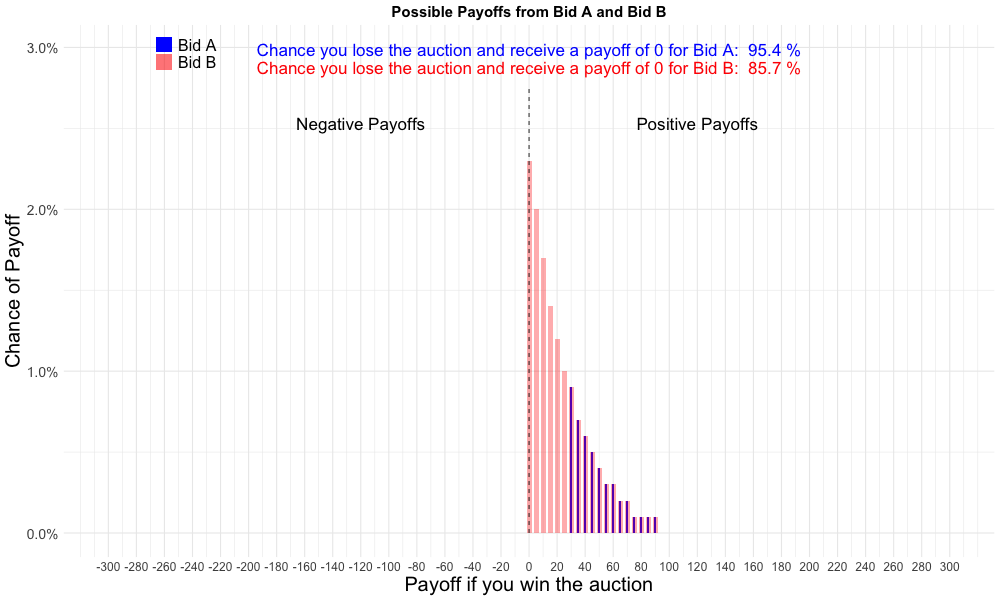 Possible Payoffs from Bid A and Bid B
3.0%
Bid A
Chance you lose the auction and receive a payoff of 0 for Bid A: 95.4 %
Bid B
Chance you lose the auction and receive a payoff of 0 for Bid B: 85.7 %
Negative Payoffs
Positive Payoffs
2.0%
Chance of Payoff
1.0%
0.0%
-300 -280 -260 -240 -220 -200 -180 -160 -140 -120 -100 -80 -60 -40 -20 0 20 40 60 80 100 120 140 160 180 200 220 240 260 280 300
Payoff if you win the auction